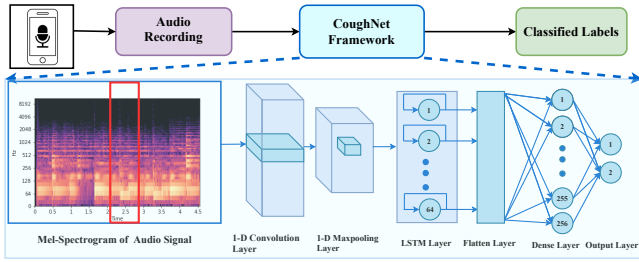 Audio
Recording
CoughNet
Framework
Classified Labels
8192
4096
2048
1024
512
256
128
64
0
Hz
0 0.5 1 1.5 2 2.5 3 3.5 4 4.5
Time
Mel-Spectrogram of Audio Signal
1-D Convolution
Layer
1-D Maxpooling
Layer
1
2
64
LSTM Layer
Flatten Layer
1
2
255
256
Dense Layer
1
2
Output Layer